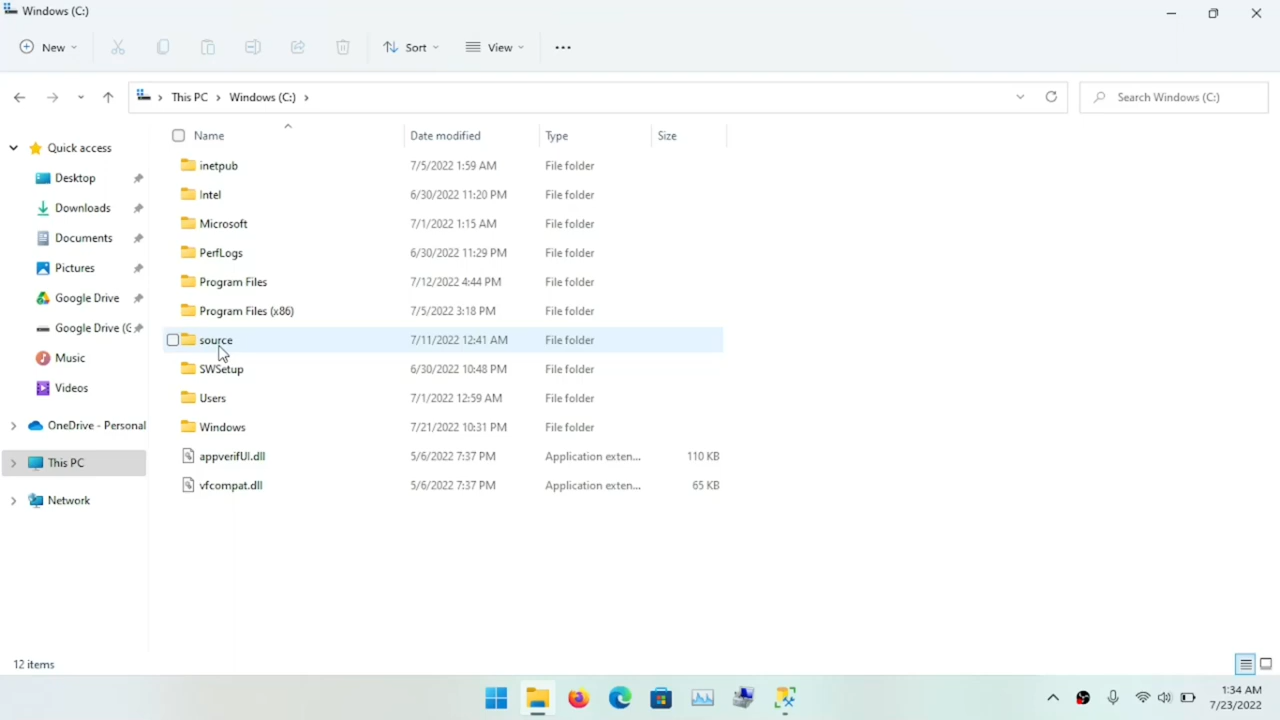 Windows (C:)
New
Sort
View
This PC > Windows (C:) >
Search Windows (C:)
Name Date modified Type Size
Quick access
Desktop
Downloads
Documents
Pictures
Google Drive
Google Drive (G
Music
Videos
OneDrive - Personal
This PC
Network
inetpub 7/5/2022 1:59 AM File folder
Intel 6/30/2022 11:20 PM File folder
Microsoft 7/1/2022 1:15 AM File folder
PerfLogs 6/30/2022 11:29 PM File folder
Program Files 7/12/2022 4:44 PM File folder
Program Files (x86) 7/5/2022 3:18 PM File folder
source 7/11/2022 12:41 AM File folder
SWSetup 6/30/2022 10:48 PM File folder
Users 7/1/2022 12:59 AM File folder
Windows 7/21/2022 10:31 PM File folder
appverifUI.dll 5/6/2022 7:37 PM Application exten... 110 KB
vfcompat.dll 5/6/2022 7:37 PM Application exten... 65 KB
12 items
1:34 AM
7/23/2022